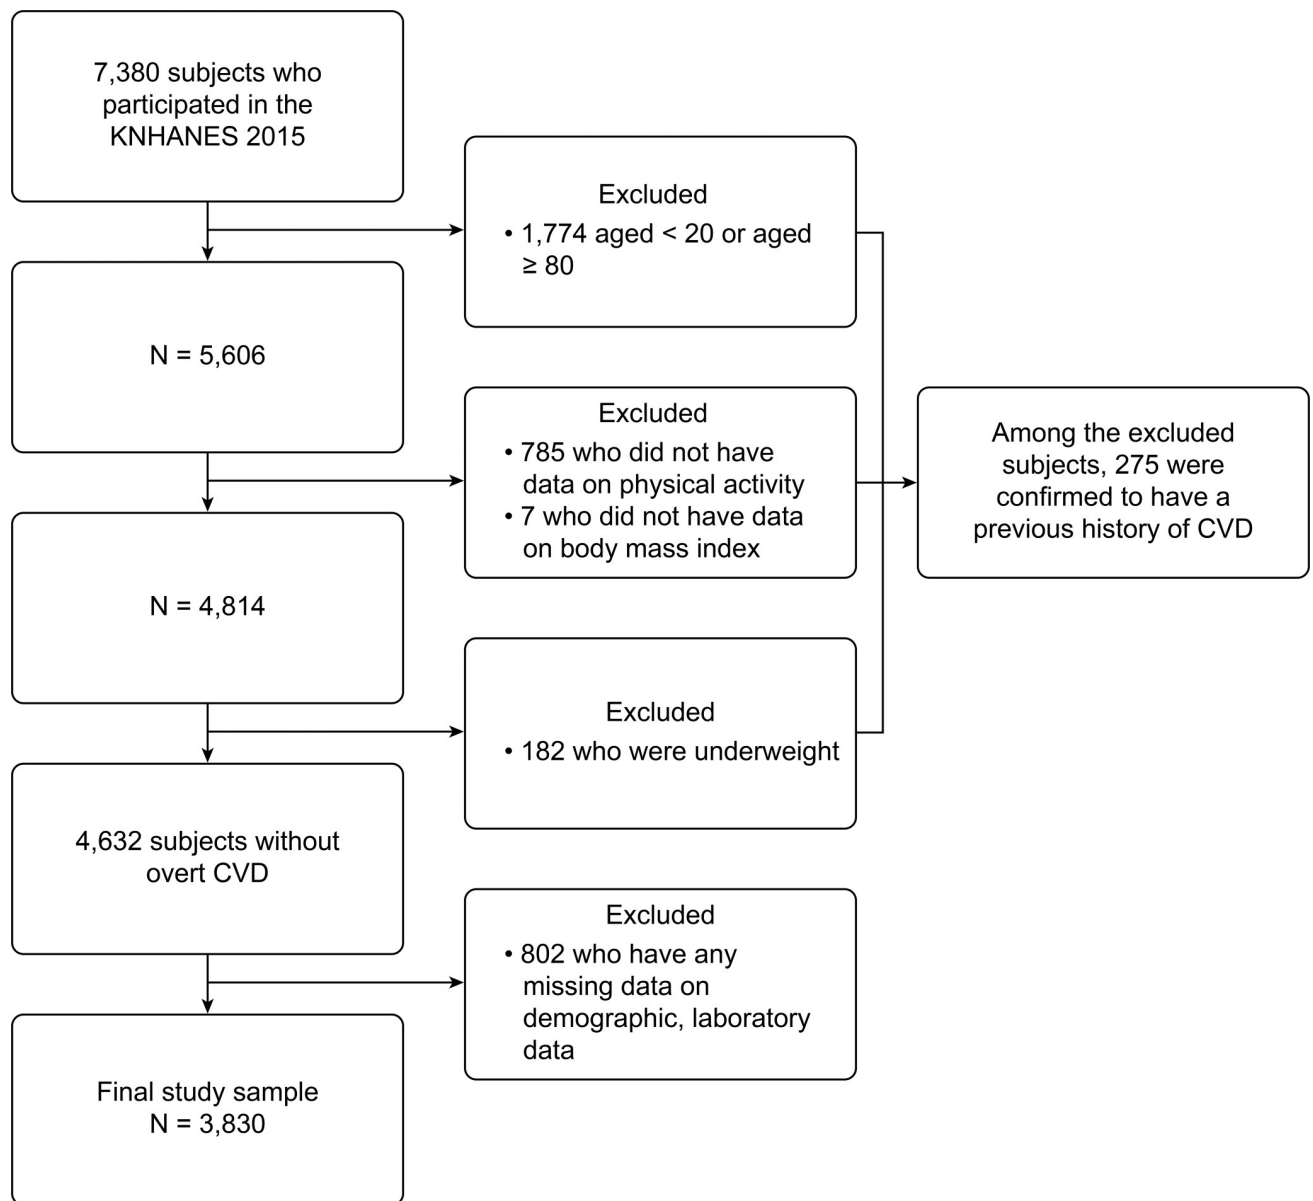 7,380 subjects who
participated in the
KNHANES 2015
Excluded
• 1,774 aged < 20 or aged
≥ 80
N = 5,606
Excluded
• 785 who did not have
data on physical activity
• 7 who did not have data
on body mass index
Among the excluded
subjects, 275 were
confirmed to have a
previous history of CVD
N = 4,814
Excluded
• 182 who were underweight
4,632 subjects without
overt CVD
Excluded
• 802 who have any
missing data on
demographic, laboratory
data
Final study sample
N = 3,830